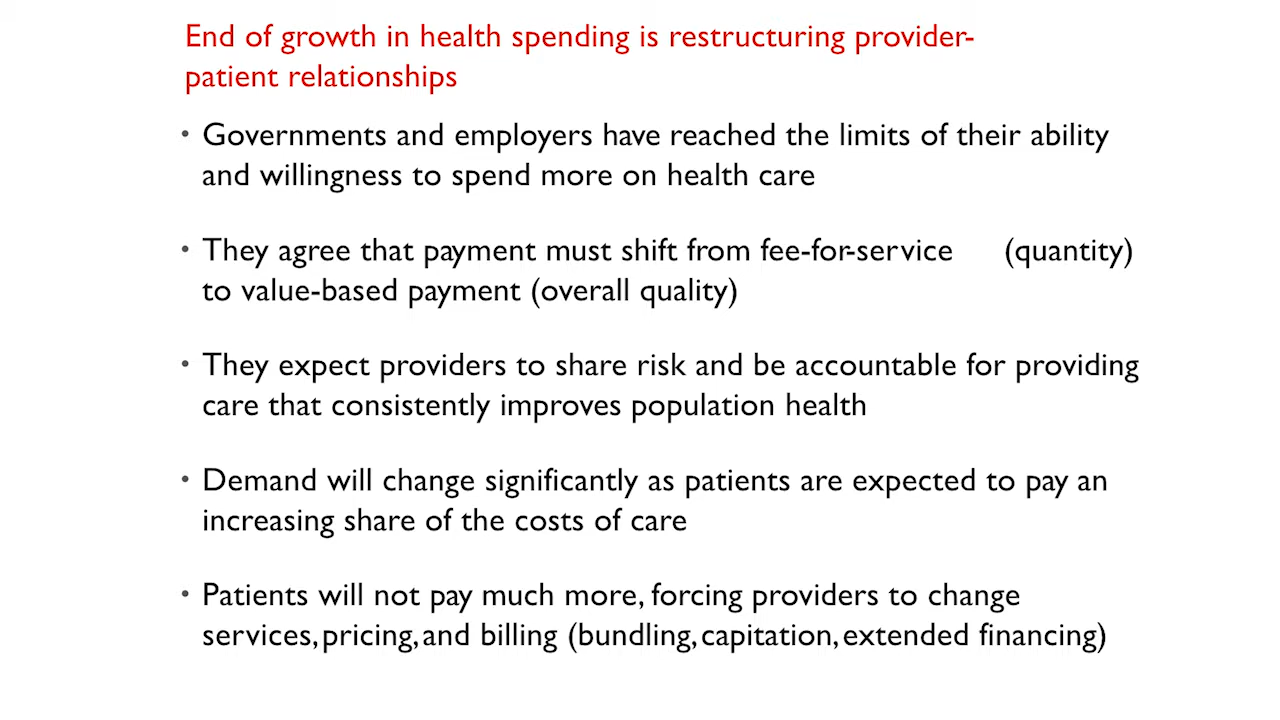 End of growth in health spending is restructuring provider-
patient relationships
• Governments and employers have reached the limits of their ability
and willingness to spend more on health care
• They agree that payment must shift from fee-for-service (quantity)
to value-based payment (overall quality)
• They expect providers to share risk and be accountable for providing
care that consistently improves population health
• Demand will change significantly as patients are expected to pay an
increasing share of the costs of care
• Patients will not pay much more, forcing providers to change
services, pricing, and billing (bundling, capitation, extended financing)